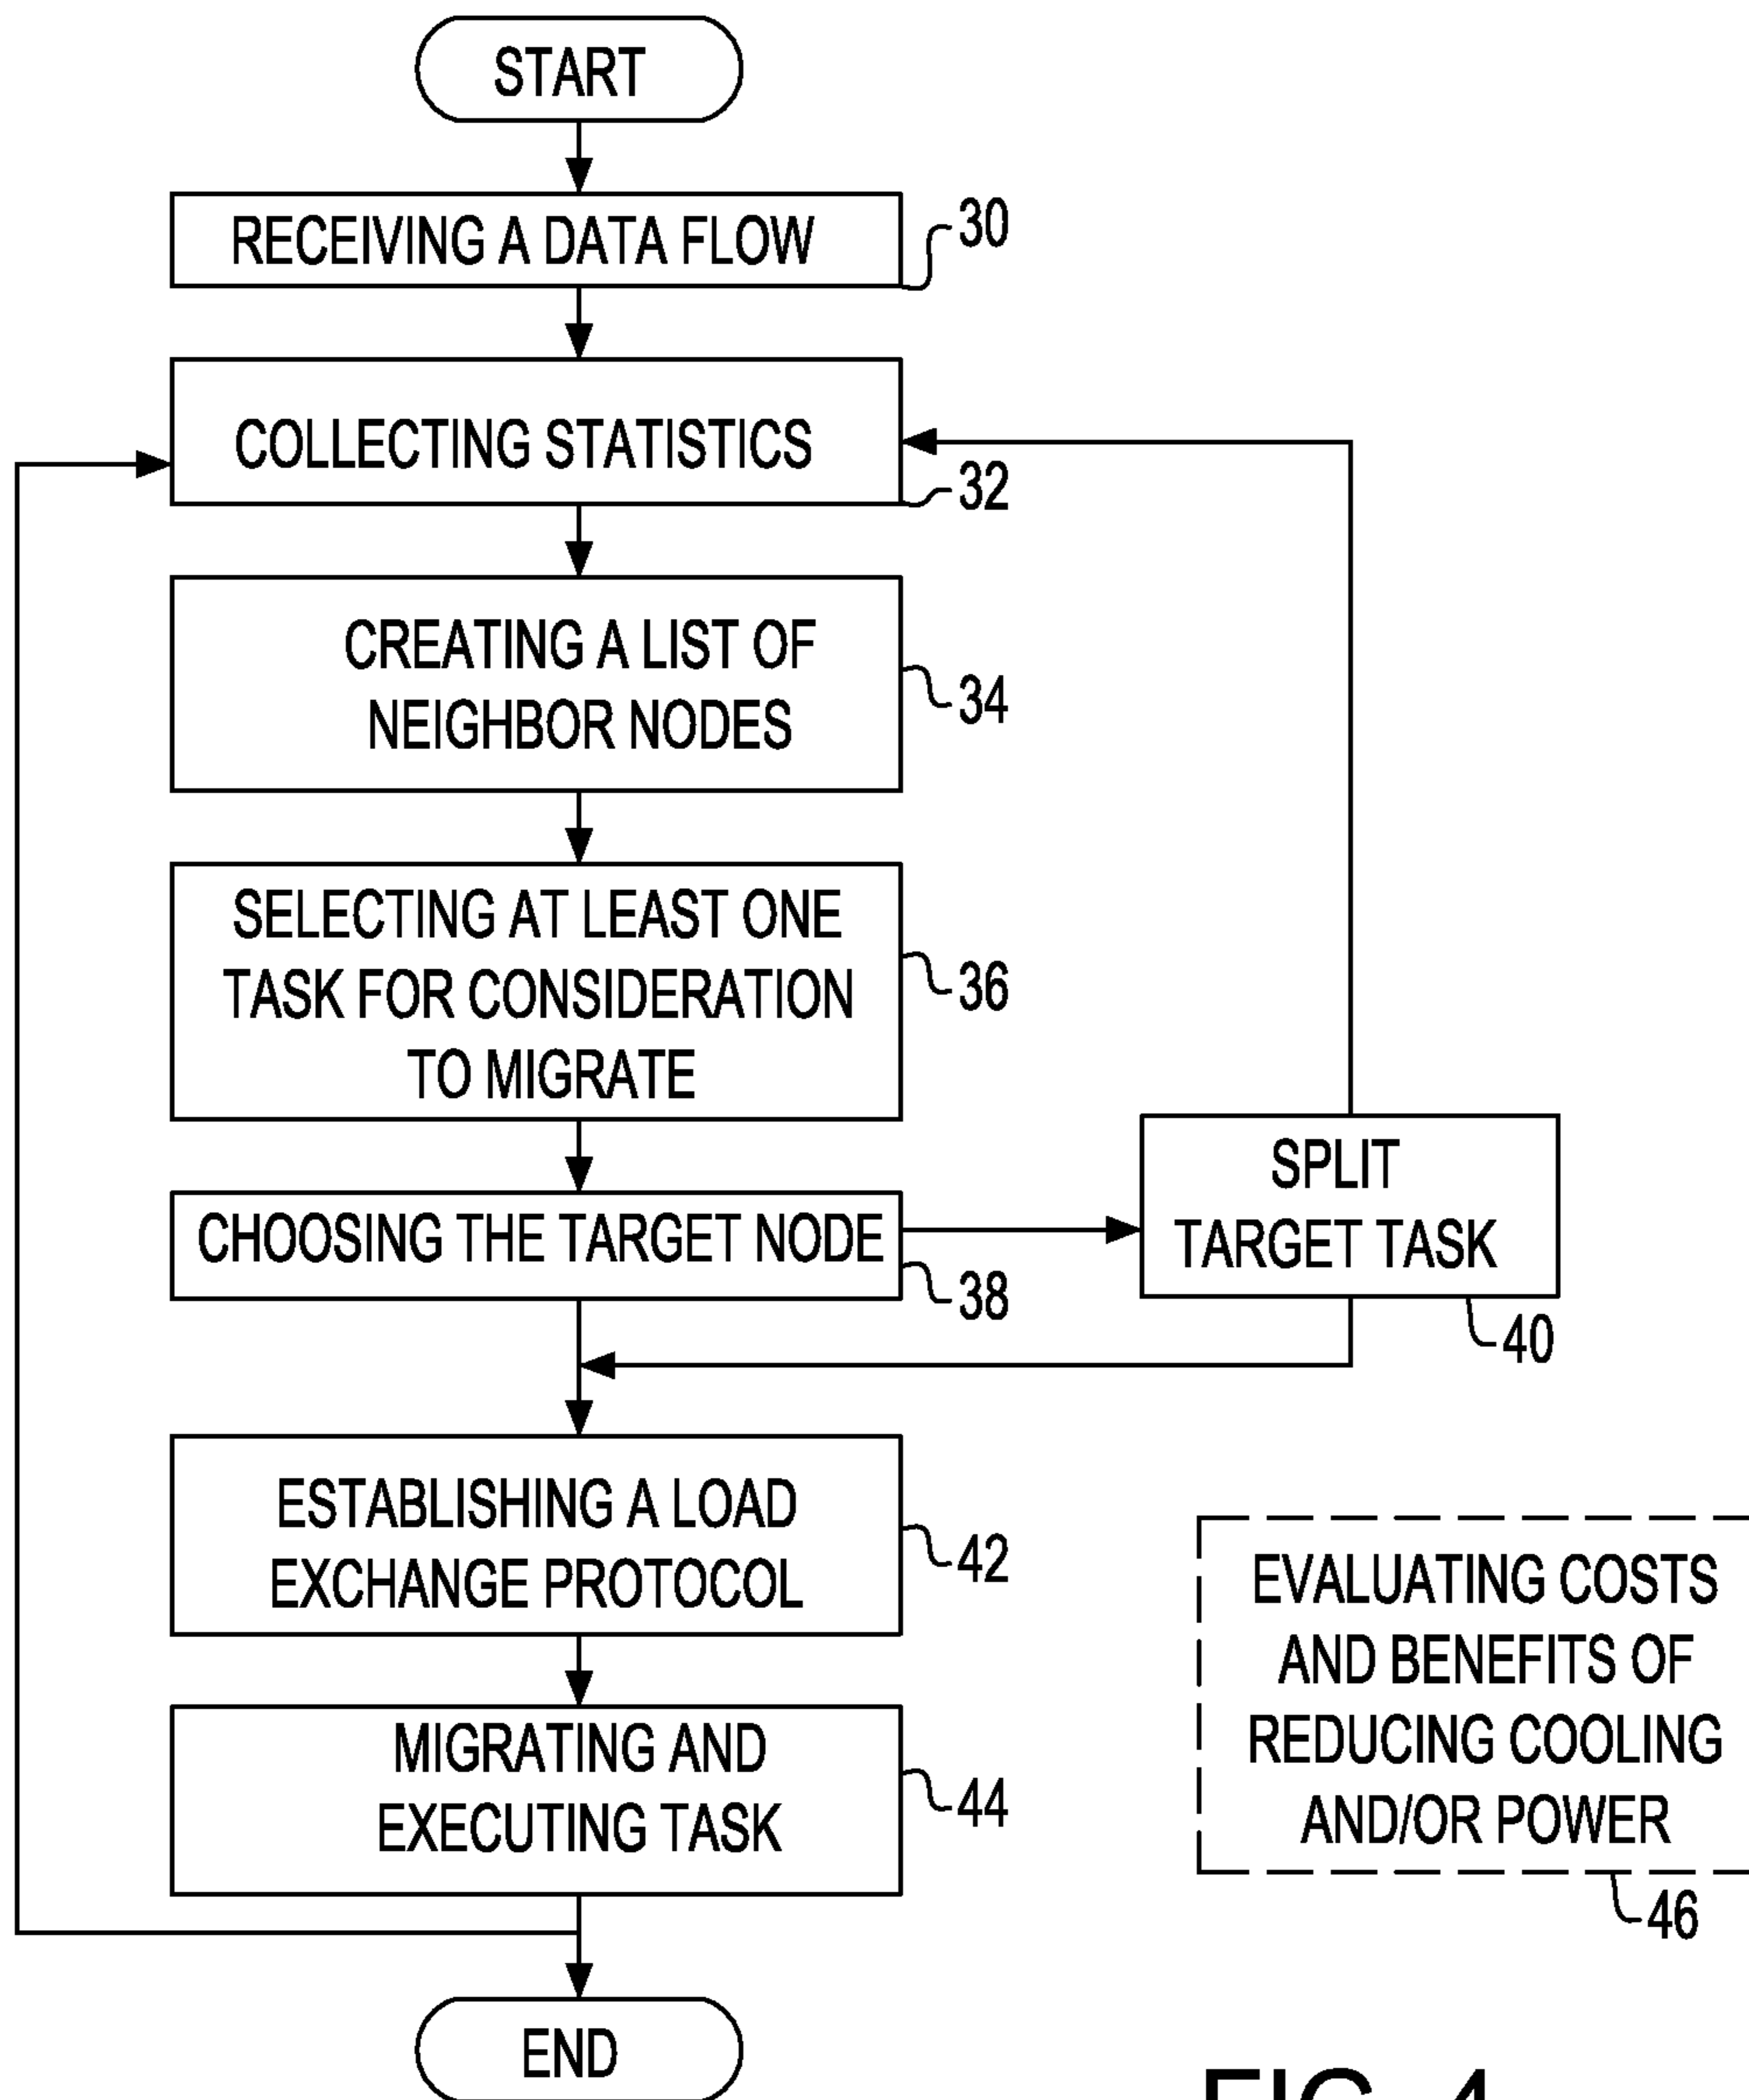 START
RECEIVING A DATA FLOW
30
COLLECTING STATISTICS
32
CREATING A LIST OF
NEIGHBOR NODES
34
SELECTING AT LEAST ONE
TASK FOR CONSIDERATION
TO MIGRATE
36
CHOOSING THE TARGET NODE
38
SPLIT
TARGET TASK
40
ESTABLISHING A LOAD
EXCHANGE PROTOCOL
42
MIGRATING AND
EXECUTING TASK
44
EVALUATING COSTS
AND BENEFITS OF
REDUCING COOLING
AND/OR POWER
46
END
FIG. 4